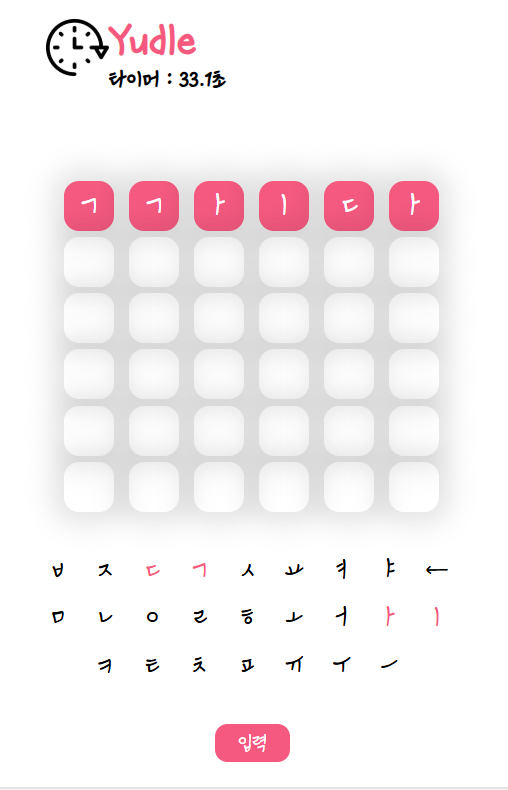 Yudle
타이머 : 33.1초
ㄱ ㄱ ㅏ ㅣ ㄷ ㅏ
ㅂ ㅈ ㄷ ㄱ ㅅ ㅛ ㅕ ㅑ ←
ㅁ ㄴ ㅇ ㄹ ㅎ ㅗ ㅓ ㅏ ㅣ
ㅋ ㅌ ㅊ ㅍ ㅠ ㅜ ㅡ
입력